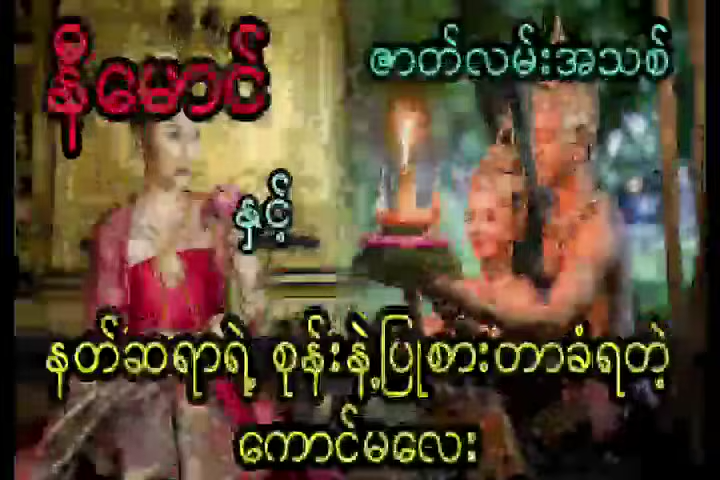 နီမောင်
ဇာတ်လမ်းအသစ်
နှင့်
နတ်ဆရာရဲ့ စုန်းနဲ့ပြုစားတာခံရတဲ့
ကောင်မလေး